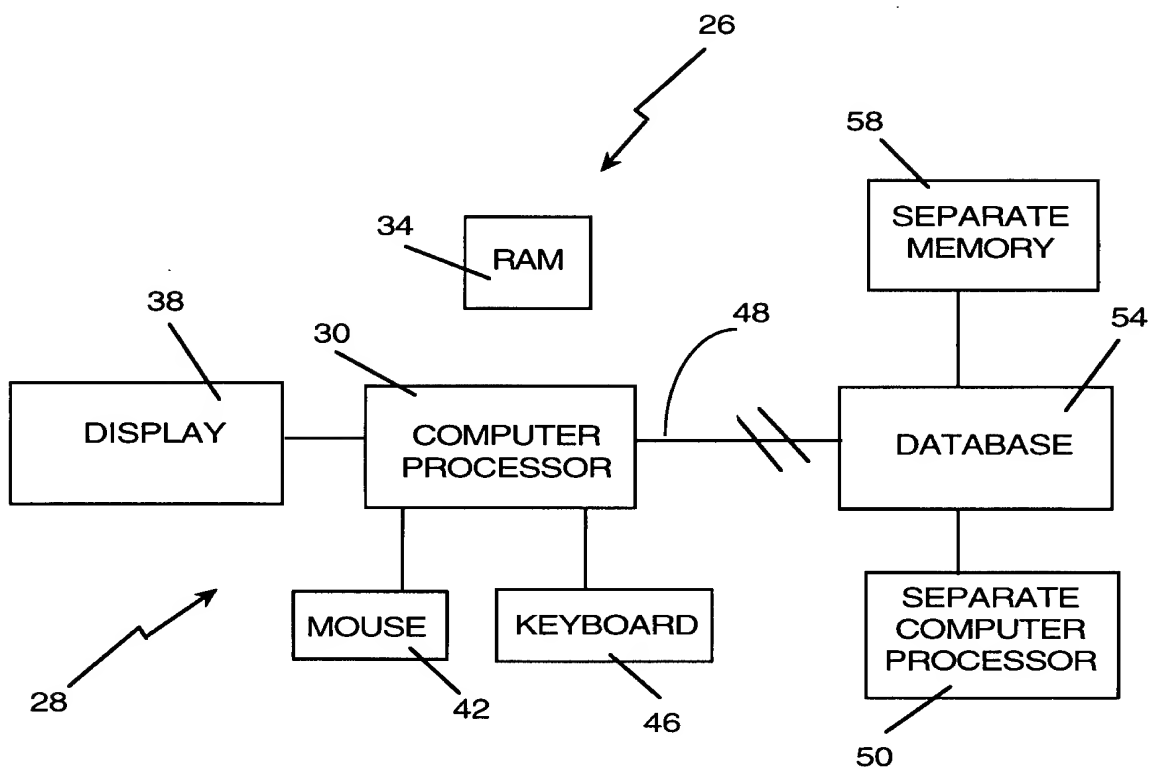 26
58
SEPARATE
MEMORY
34
RAM
38
30
48
54
DISPLAY
COMPUTER
PROCESSOR
DATABASE
MOUSE
KEYBOARD
SEPARATE
COMPUTER
PROCESSOR
28
42
46
50